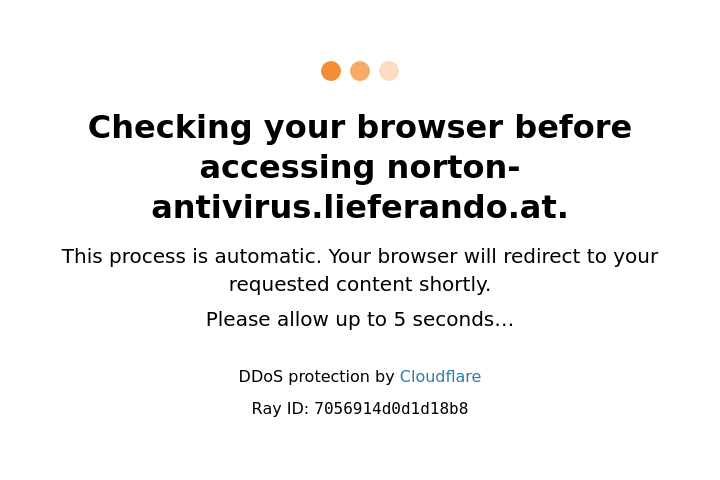 Checking your browser before
accessing norton-
antivirus.lieferando.at.
This process is automatic. Your browser will redirect to your
requested content shortly.
Please allow up to 5 seconds…
DDoS protection by Cloudflare
Ray ID: 7056914d0d1d18b8